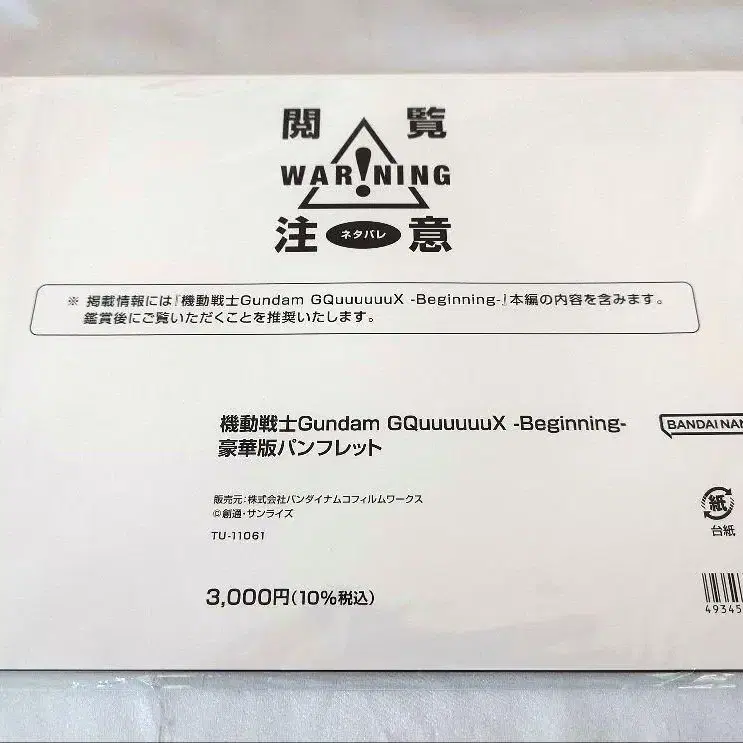 閲覧
WAR!NING
注 ネタバレ 意
※ 掲載情報には『機動戦士Gundam GQuuuuuuX -Beginning-』本編の内容を含みます。
鑑賞後にご覧いただくことを推奨いたします。
機動戦士Gundam GQuuuuuuX -Beginning-
豪華版パンフレット
BANDAI NAM
販売元:株式会社バンダイナムコフィルムワークス
©創通・サンライズ
TU-11061
紙
台紙
3,000円(10%税込)
49345